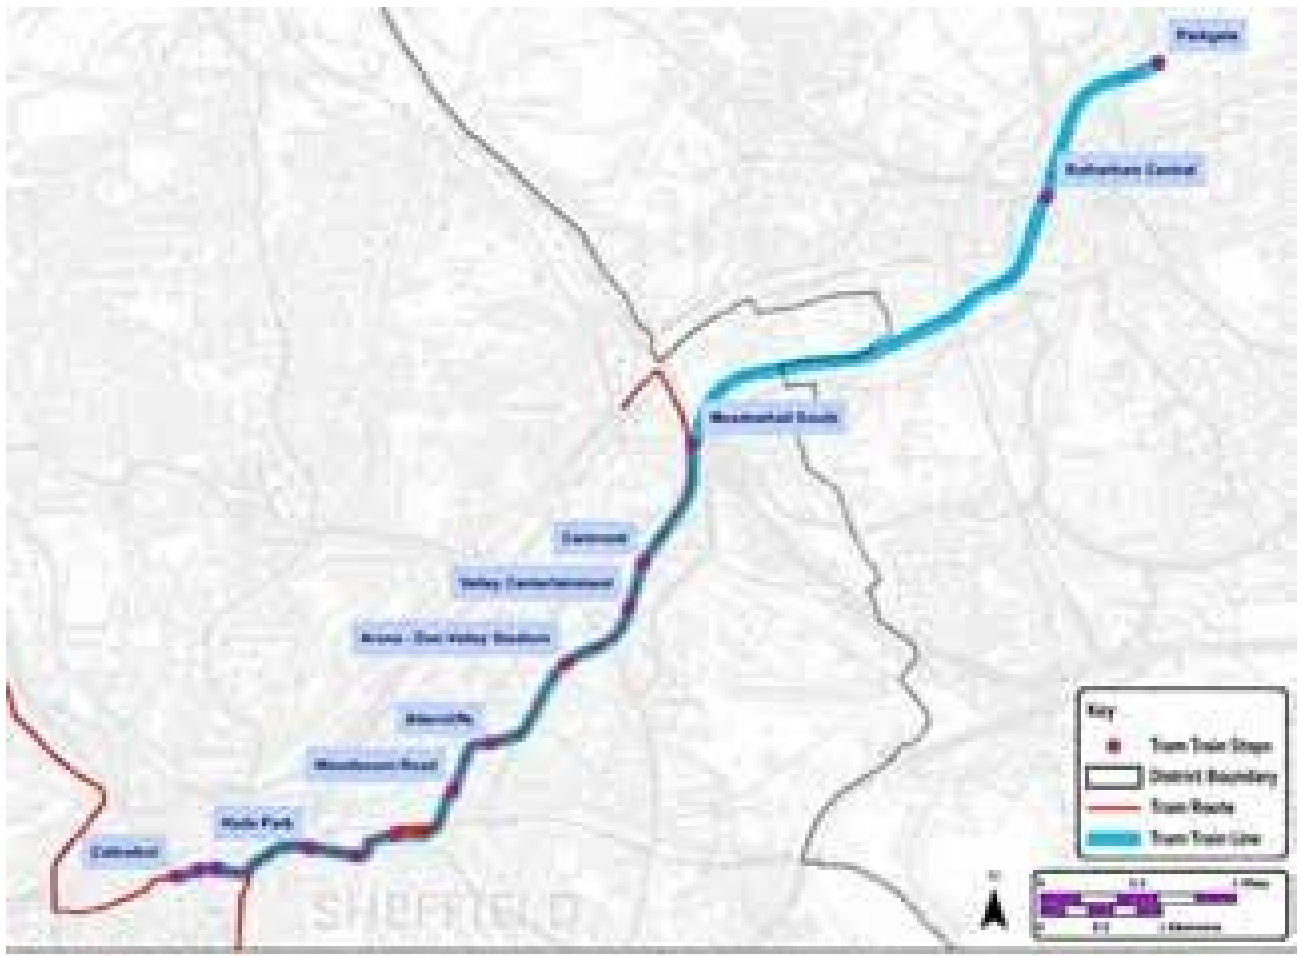 Parkgate
Rotherham Central
Meadowhall South
Carbrook
Valley Centertainment
Arena - Don Valley Stadium
Attercliffe
Woodbourn Road
Hyde Park
Cathedral
SHEFFIELD
Key
Tram Train Stops
District Boundary
Tram Route
Tram Train Line